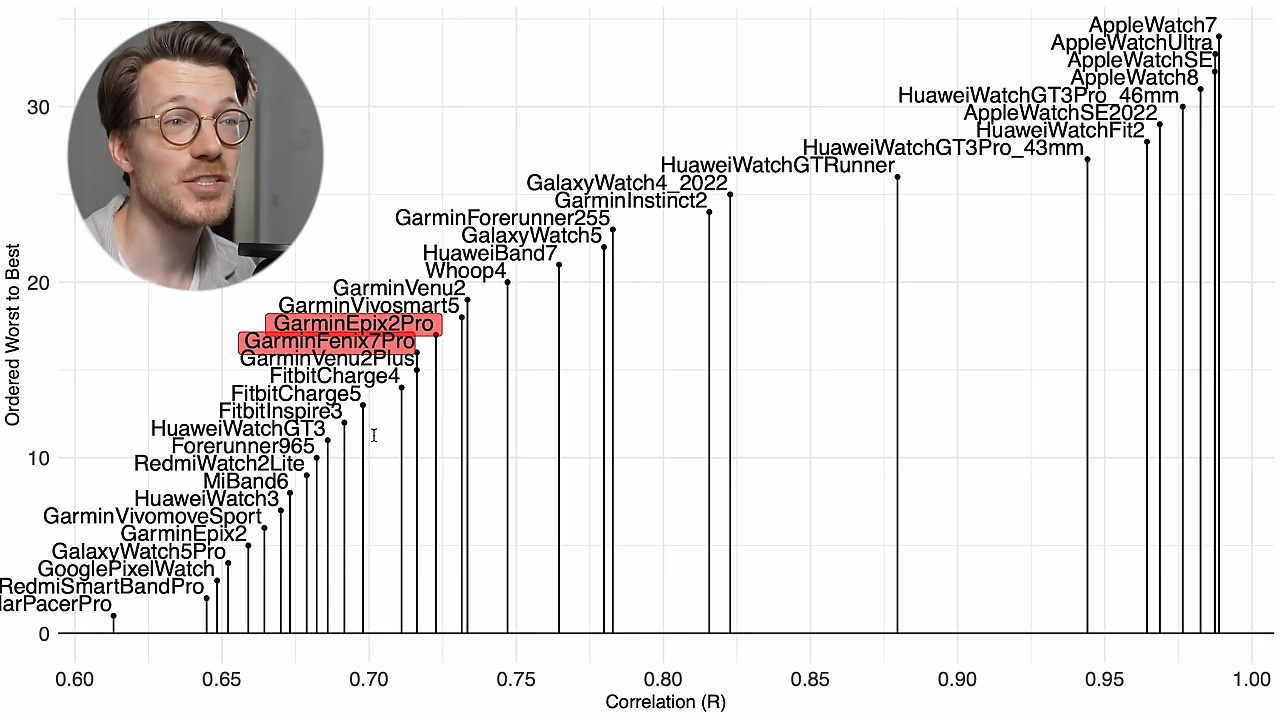 AppleWatch7
AppleWatchUltra
AppleWatchSE
AppleWatch8
HuaweiWatchGT3Pro_46mm
AppleWatchSE2022
HuaweiWatchFit2
HuaweiWatchGT3Pro_43mm
HuaweiWatchGTRunner
GalaxyWatch4_2022
GarminInstinct2
GarminForerunner255
GalaxyWatch5
HuaweiBand7
Whoop4
GarminVenu2
GarminVivosmart5
GarminEpix2Pro
GarminFenix7Pro
GarminVenu2Plus
FitbitCharge4
FitbitCharge5
FitbitInspire3
HuaweiWatchGT3
Forerunner965
RedmiWatch2Lite
MiBand6
HuaweiWatch3
GarminVivomoveSport
GarminEpix2
GalaxyWatch5Pro
GooglePixelWatch
RedmiSmartBandPro
larPacerPro
Ordered Worst to Best
30
20
10
0
0.60 0.65 0.70 0.75 0.80 0.85 0.90 0.95 1.00
Correlation (R)